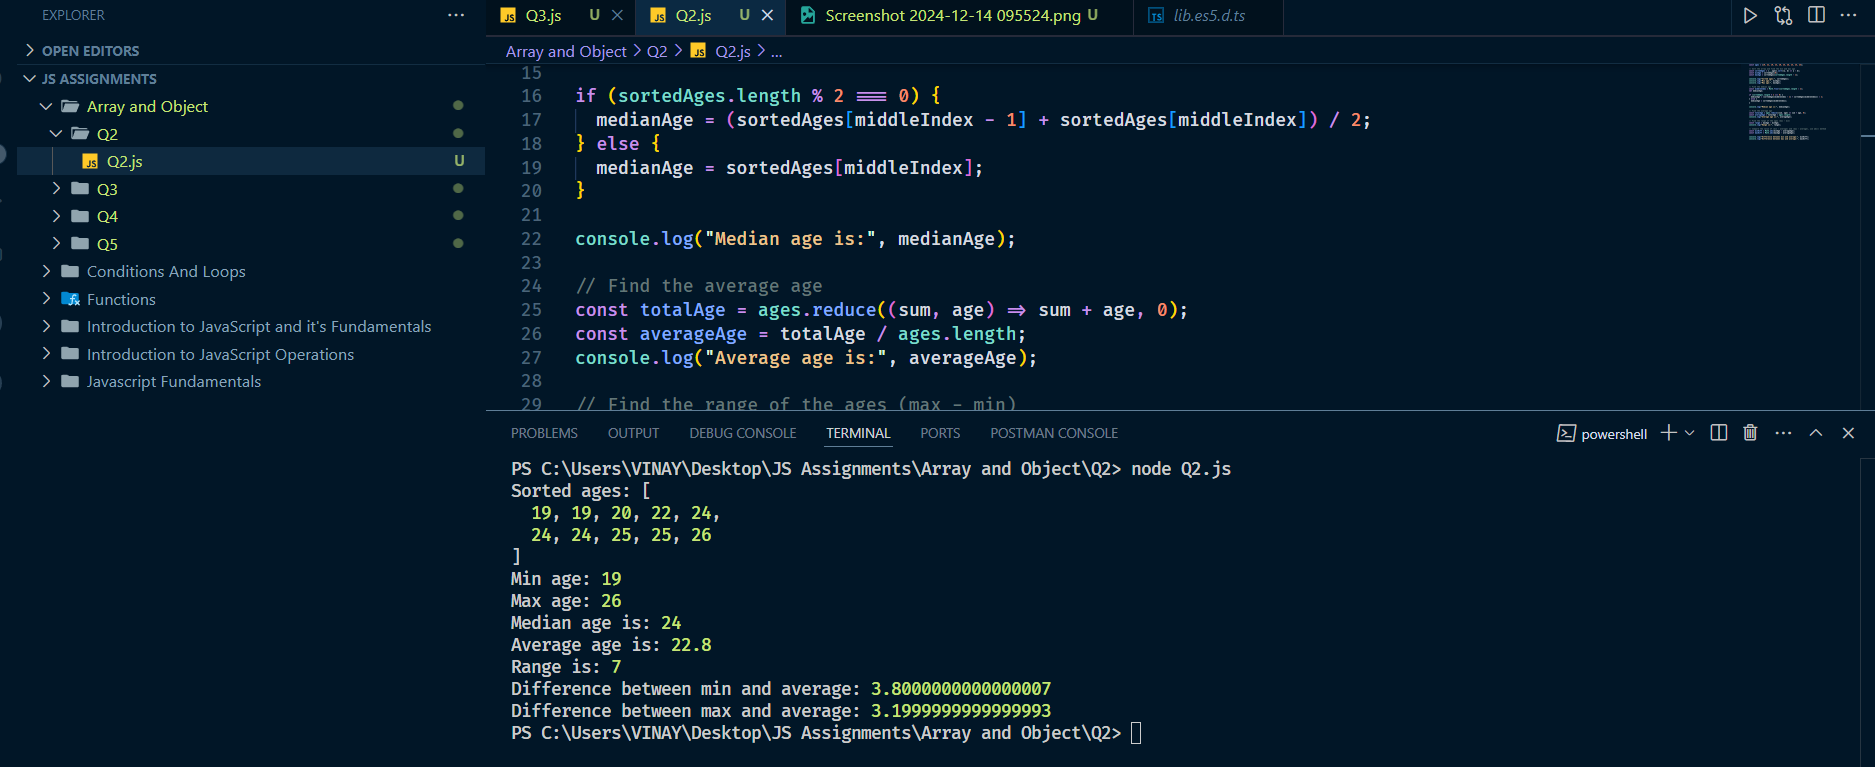 EXPLORER
OPEN EDITORS
JS ASSIGNMENTS
Array and Object
Q2
JS Q2.js U
Q3
Q4
Q5
Conditions And Loops
Functions
Introduction to JavaScript and it's Fundamentals
Introduction to JavaScript Operations
Javascript Fundamentals
JS Q3.js U
JS Q2.js U
Screenshot 2024-12-14 095524.png U
TS lib.es5.d.ts
Array and Object > Q2 > JS Q2.js > ...
15
16 if (sortedAges.length % 2 === 0) {
17 medianAge = (sortedAges[middleIndex - 1] + sortedAges[middleIndex]) / 2;
18 } else {
19 medianAge = sortedAges[middleIndex];
20 }
21
22 console.log("Median age is:", medianAge);
23
24 // Find the average age
25 const totalAge = ages.reduce((sum, age) => sum + age, 0);
26 const averageAge = totalAge / ages.length;
27 console.log("Average age is:", averageAge);
28
29 // Find the range of the ages (max - min)
PROBLEMS OUTPUT DEBUG CONSOLE TERMINAL PORTS POSTMAN CONSOLE
powershell
PS C:\Users\VINAY\Desktop\JS Assignments\Array and Object\Q2> node Q2.js
Sorted ages: [
19, 19, 20, 22, 24,
24, 24, 25, 25, 26
]
Min age: 19
Max age: 26
Median age is: 24
Average age is: 22.8
Range is: 7
Difference between min and average: 3.8000000000000007
Difference between max and average: 3.1999999999999993
PS C:\Users\VINAY\Desktop\JS Assignments\Array and Object\Q2>